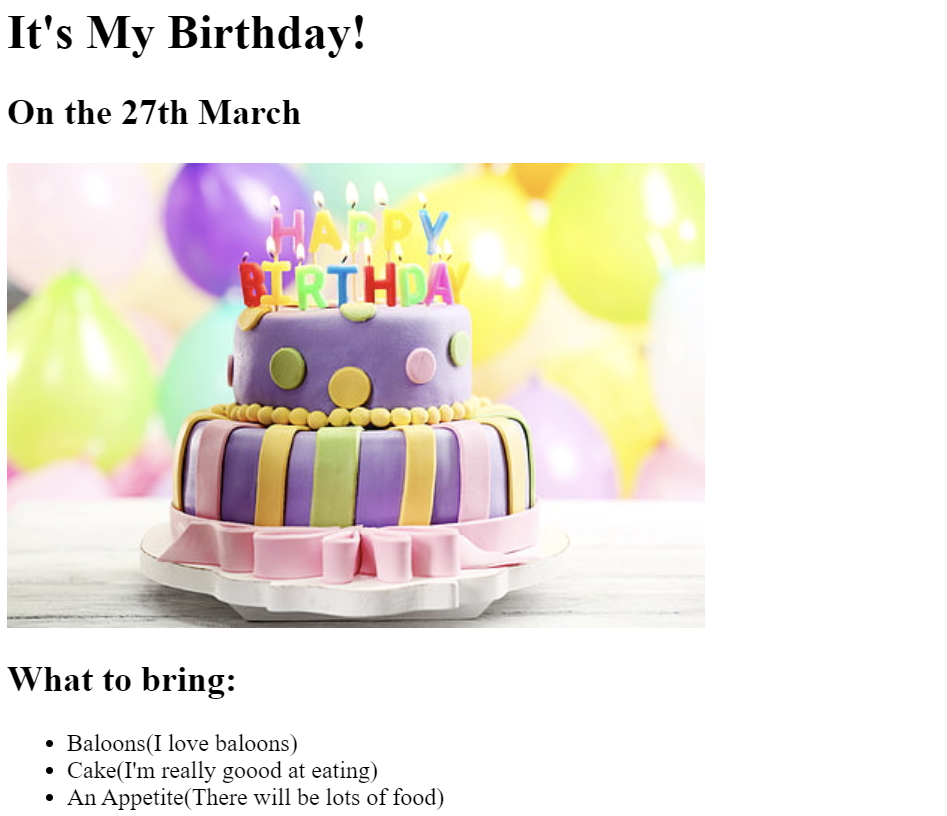 It's My Birthday!
On the 27th March
HAPPY
BIRTHDAY
What to bring:
Baloons(I love baloons)
Cake(I'm really goood at eating)
An Appetite(There will be lots of food)